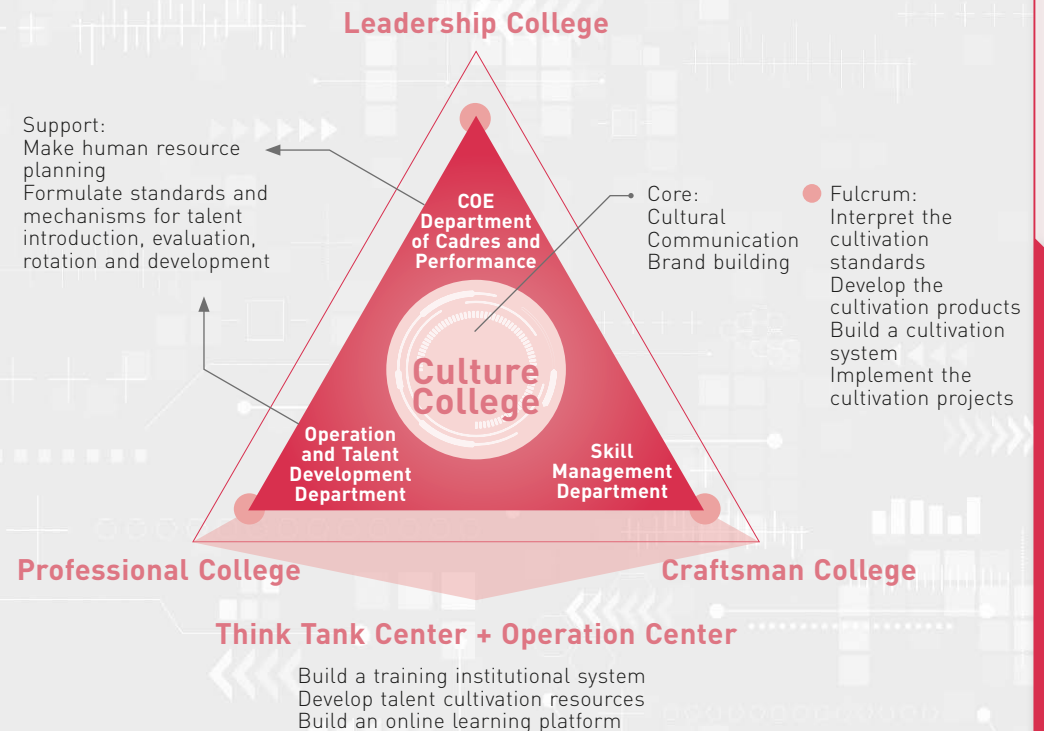 Leadership College
Support:
Make human resource
planning
Formulate standards and
mechanisms for talent
introduction, evaluation,
rotation and development
COE
Department
of Cadres and
Performance
Core:
Cultural
Communication
Brand building
Fulcrum:
Interpret the
cultivation
standards
Develop the
cultivation products
Build a cultivation
system
Implement the
cultivation projects
Culture
College
Operation
and Talent
Development
Department
Skill
Management
Department
Professional College
Craftsman College
Think Tank Center + Operation Center
Build a training institutional system
Develop talent cultivation resources
Build an online learning platform